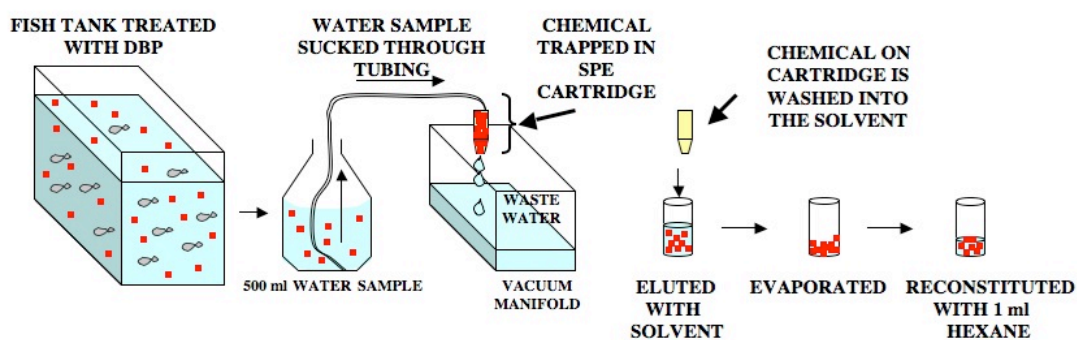 FISH TANK TREATED
WITH DBP
WATER SAMPLE
SUCKED THROUGH
TUBING
CHEMICAL
TRAPPED IN
SPE
CARTRIDGE
CHEMICAL ON
CARTRIDGE IS
WASHED INTO
THE SOLVENT
WASTE
WATER
500 ml WATER SAMPLE
VACUUM
MANIFOLD
ELUTED
WITH
SOLVENT
EVAPORATED
RECONSTITUTED
WITH 1 ml
HEXANE